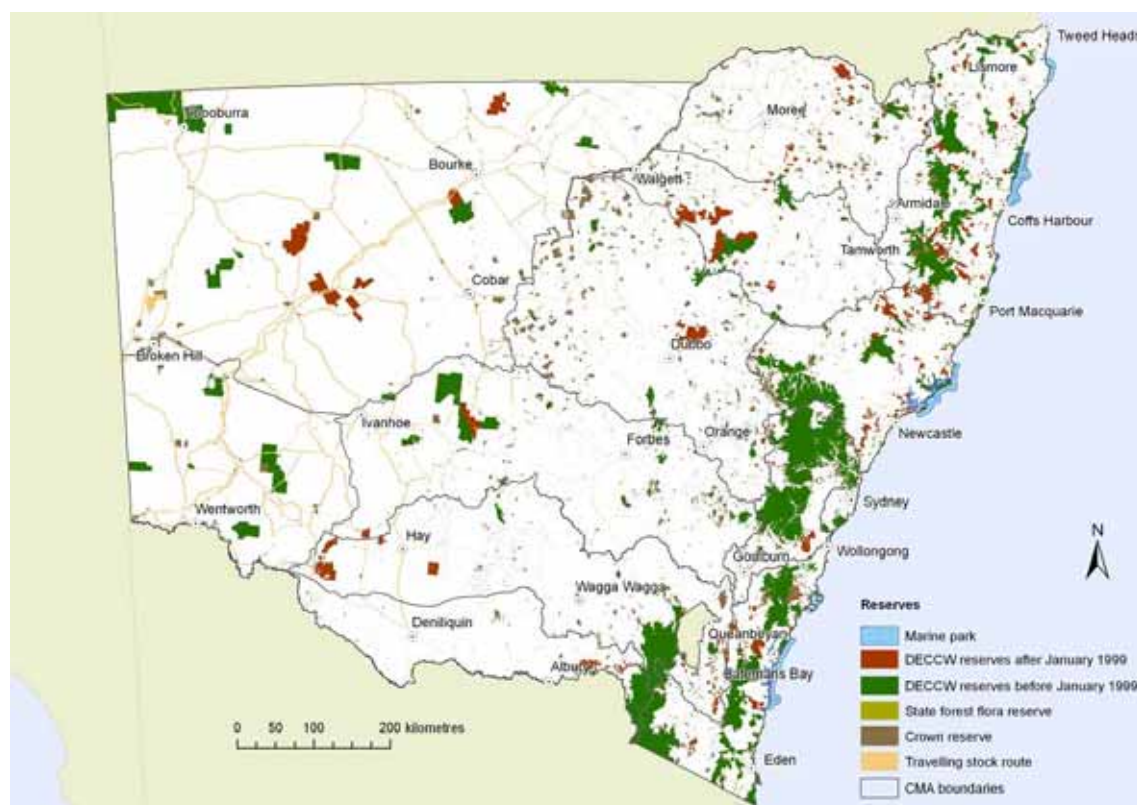 Tweed Heads
Lismore
Moree
Tibooburra
Bourke
Walgett
Armidale
Coffs Harbour
Tamworth
Cobar
Port Macquarie
Dubbo
Broken Hill
Ivanhoe
Forbes
Orange
Newcastle
Sydney
Wentworth
Hay
Goulburn
Wollongong
N
Wagga Wagga
Deniliquin
Queanbeyan
Albury
Batemans Bay
Eden
0 50 100 200 kilometres
Reserves
Marine park
DECCW reserves after January 1999
DECCW reserves before January 1999
State forest flora reserve
Crown reserve
Travelling stock route
CMA boundaries